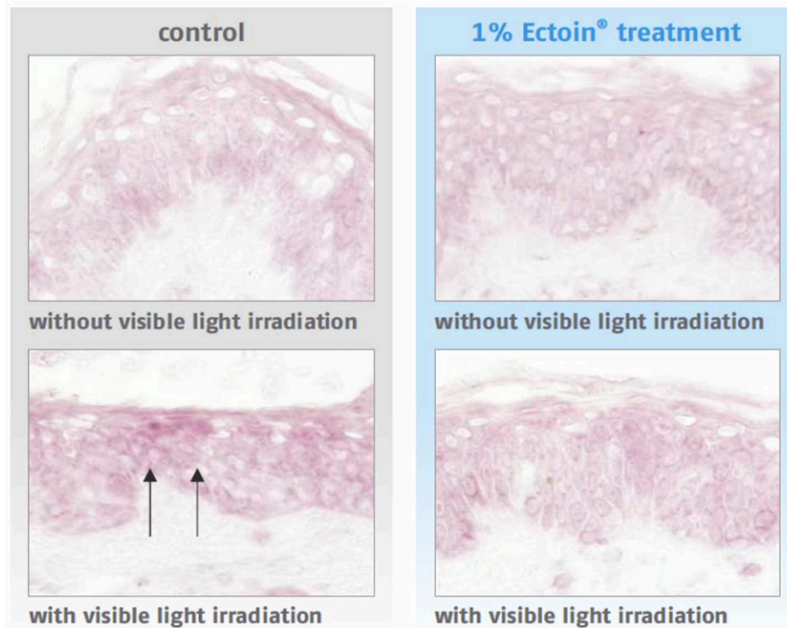 control
without visible light irradiation
with visible light irradiation
1% Ectoin® treatment
without visible light irradiation
with visible light irradiation